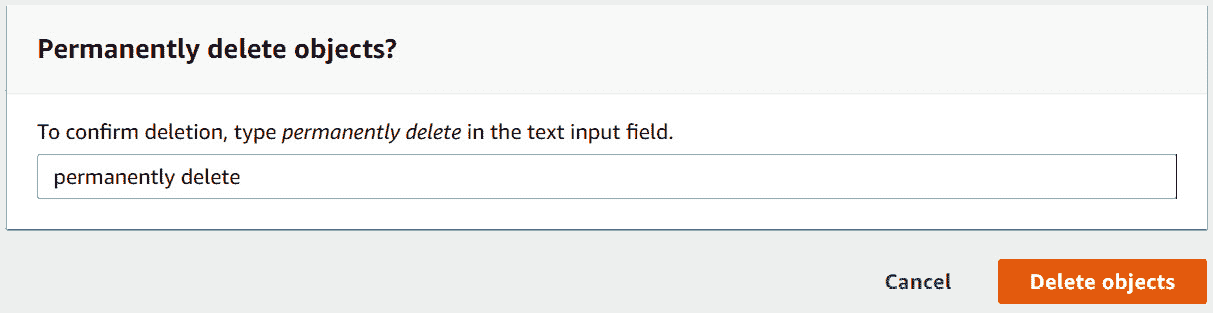 Permanently delete objects?
To confirm deletion, type permanently delete in the text input field.
permanently delete
Cancel Delete objects